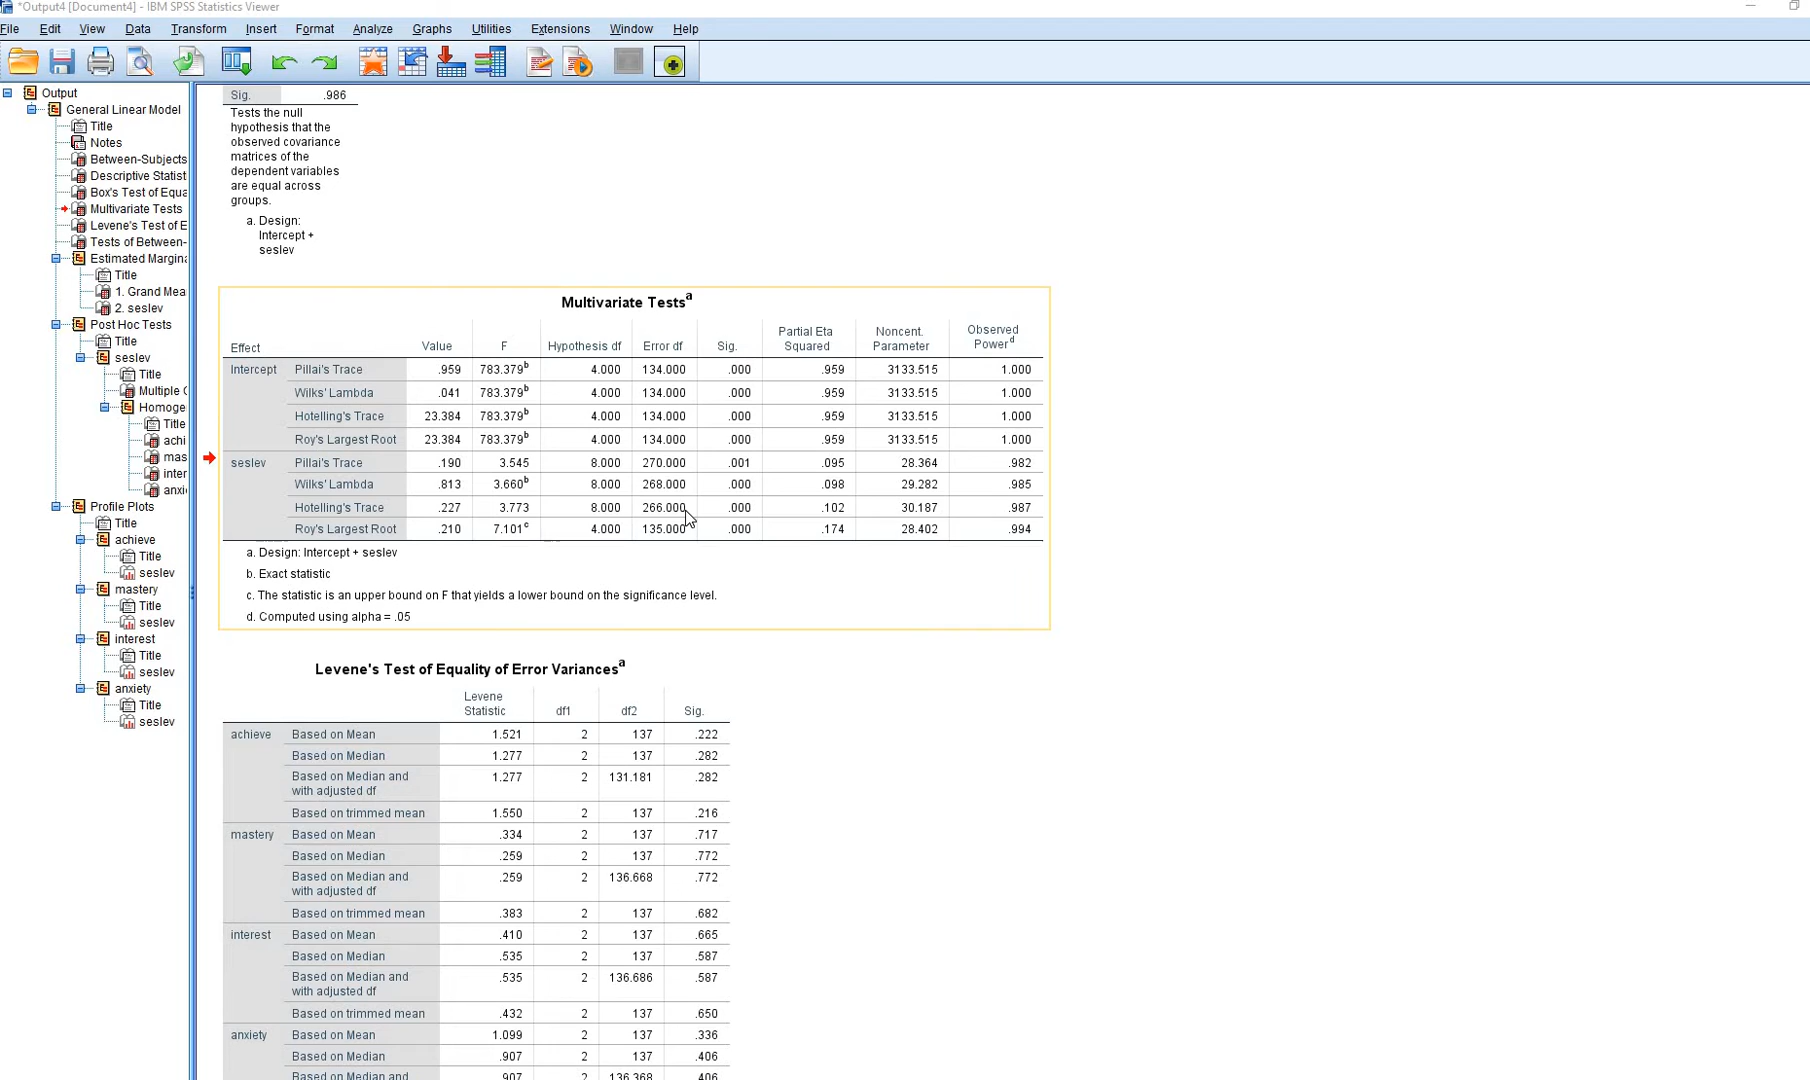 *Output4 [Document4] - IBM SPSS Statistics Viewer
File Edit View Data Transform Insert Format Analyze Graphs Utilities Extensions Window Help
Output
General Linear Model
Title
Notes
Between-Subjects
Descriptive Statist
Box's Test of Equa
Multivariate Tests
Levene's Test of E
Tests of Between-
Estimated Margina
Title
1. Grand Mea
2. seslev
Post Hoc Tests
Title
seslev
Title
Multiple C
Homoge
Title
achi
mas
inter
anxi
Profile Plots
Title
achieve
Title
seslev
mastery
Title
seslev
interest
Title
seslev
anxiety
Title
seslev
Sig. .986
Tests the null
hypothesis that the
observed covariance
matrices of the
dependent variables
are equal across
groups.
a. Design:
Intercept +
seslev
Multivariate Tests a
Effect Value F Hypothesis df Error df Sig. Partial Eta Squared Noncent. Parameter Observed Power d
Intercept Pillai's Trace .959 783.379 b 4.000 134.000 .000 .959 3133.515 1.000
Wilks' Lambda .041 783.379 b 4.000 134.000 .000 .959 3133.515 1.000
Hotelling's Trace 23.384 783.379 b 4.000 134.000 .000 .959 3133.515 1.000
Roy's Largest Root 23.384 783.379 b 4.000 134.000 .000 .959 3133.515 1.000
seslev Pillai's Trace .190 3.545 8.000 270.000 .001 .095 28.364 .982
Wilks' Lambda .813 3.660 b 8.000 268.000 .000 .098 29.282 .985
Hotelling's Trace .227 3.773 8.000 266.000 .000 .102 30.187 .987
Roy's Largest Root .210 7.101 c 4.000 135.000 .000 .174 28.402 .994
a. Design: Intercept + seslev
b. Exact statistic
c. The statistic is an upper bound on F that yields a lower bound on the significance level.
d. Computed using alpha = .05
Levene's Test of Equality of Error Variances a
Levene Statistic df1 df2 Sig.
achieve Based on Mean 1.521 2 137 .222
Based on Median 1.277 2 137 .282
Based on Median and with adjusted df 1.277 2 131.181 .282
Based on trimmed mean 1.550 2 137 .216
mastery Based on Mean .334 2 137 .717
Based on Median .259 2 137 .772
Based on Median and with adjusted df .259 2 136.668 .772
Based on trimmed mean .383 2 137 .682
interest Based on Mean .410 2 137 .665
Based on Median .535 2 137 .587
Based on Median and with adjusted df .535 2 136.686 .587
Based on trimmed mean .432 2 137 .650
anxiety Based on Mean 1.099 2 137 .336
Based on Median .907 2 137 .406
Based on Median and .907 2 136.368 .406